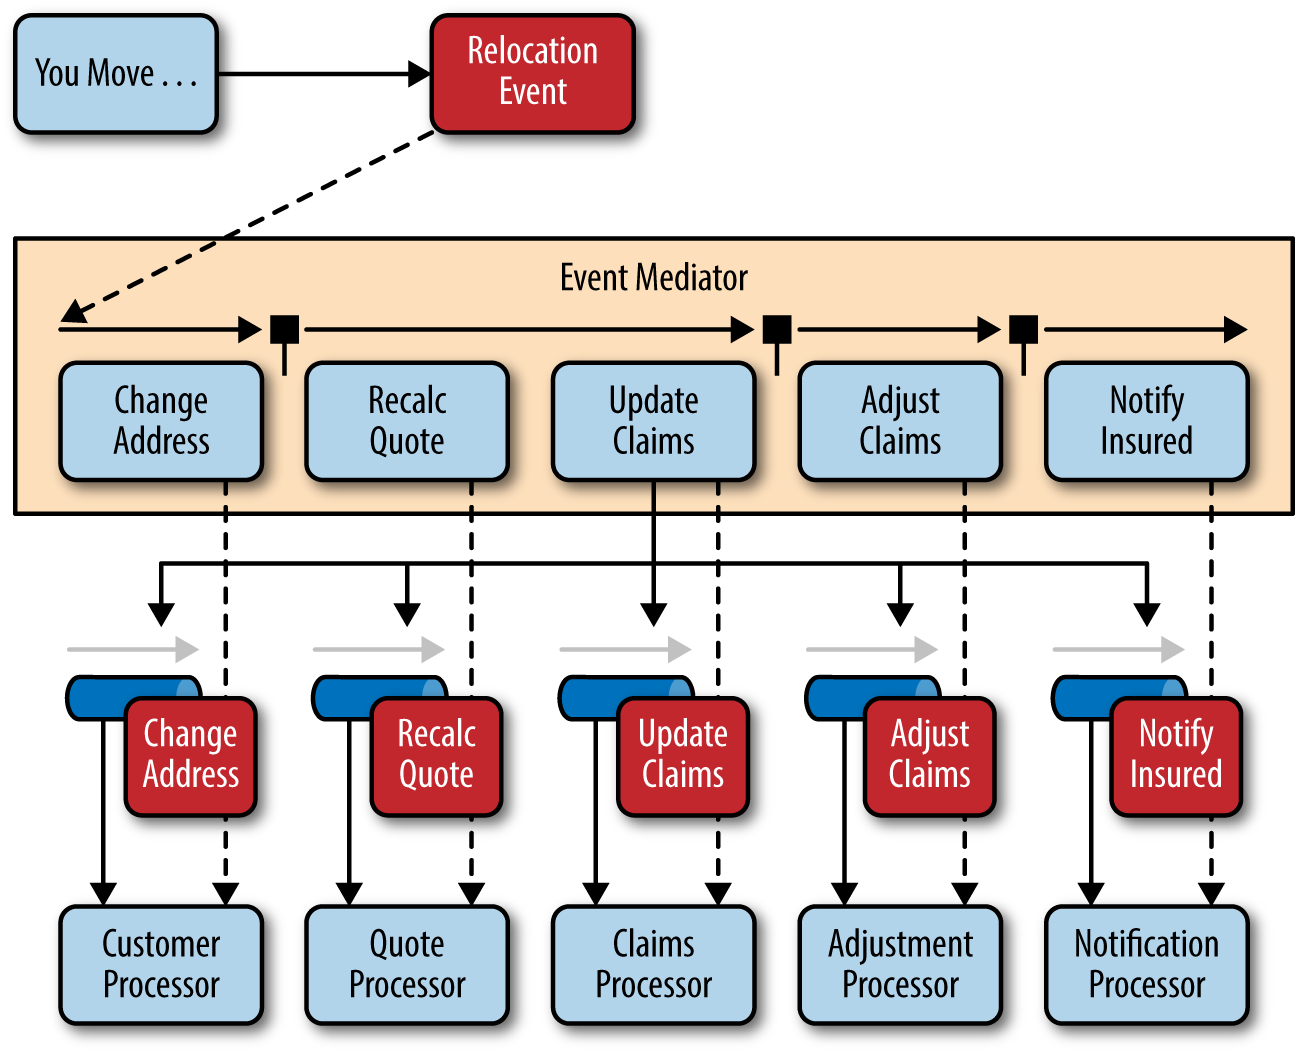 You Move . . .
Relocation
Event
Event Mediator
Change
Address
Recalc
Quote
Update
Claims
Adjust
Claims
Notify
Insured
Change
Address
Recalc
Quote
Update
Claims
Adjust
Claims
Notify
Insured
Customer
Processor
Quote
Processor
Claims
Processor
Adjustment
Processor
Notification
Processor